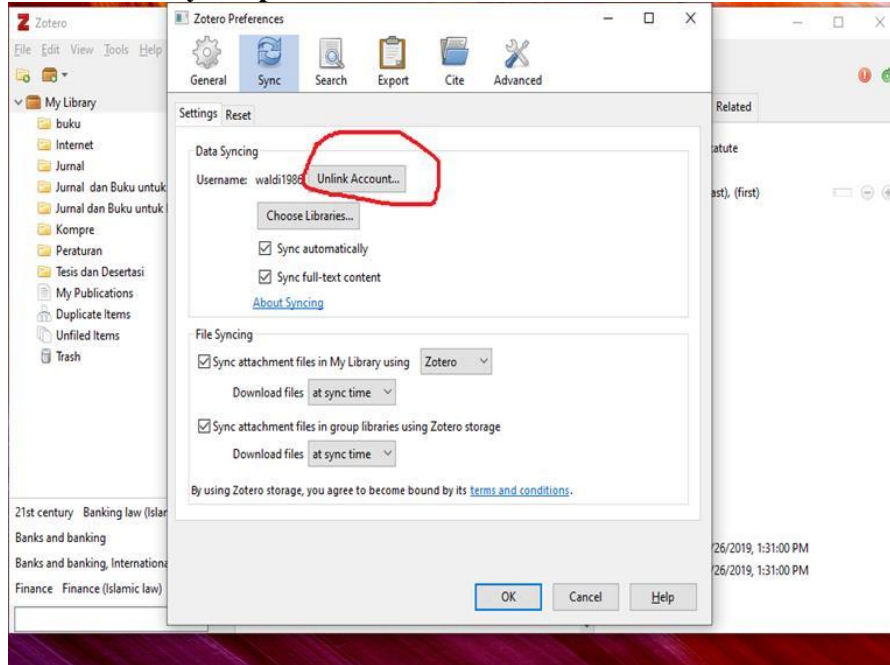 Zotero
File Edit View Tools Help
My Library
buku
Internet
Jurnal
Jurnal dan Buku untuk
Jurnal dan Buku untuk
Kompre
Peraturan
Tesis dan Desertasi
My Publications
Duplicate Items
Unfiled Items
Trash
21st century Banking law (Islam
Banks and banking
Banks and banking, Internationa
Finance Finance (Islamic law)
Zotero Preferences
General Sync Search Export Cite Advanced
Settings Reset
Data Syncing
Username: waldi1986 Unlink Account...
Choose Libraries...
Sync automatically
Sync full-text content
About Syncing
File Syncing
Sync attachment files in My Library using Zotero
Download files at sync time
Sync attachment files in group libraries using Zotero storage
Download files at sync time
By using Zotero storage, you agree to become bound by its terms and conditions.
OK Cancel Help
Related
atute
ast), (first)
/26/2019, 1:31:00 PM
/26/2019, 1:31:00 PM